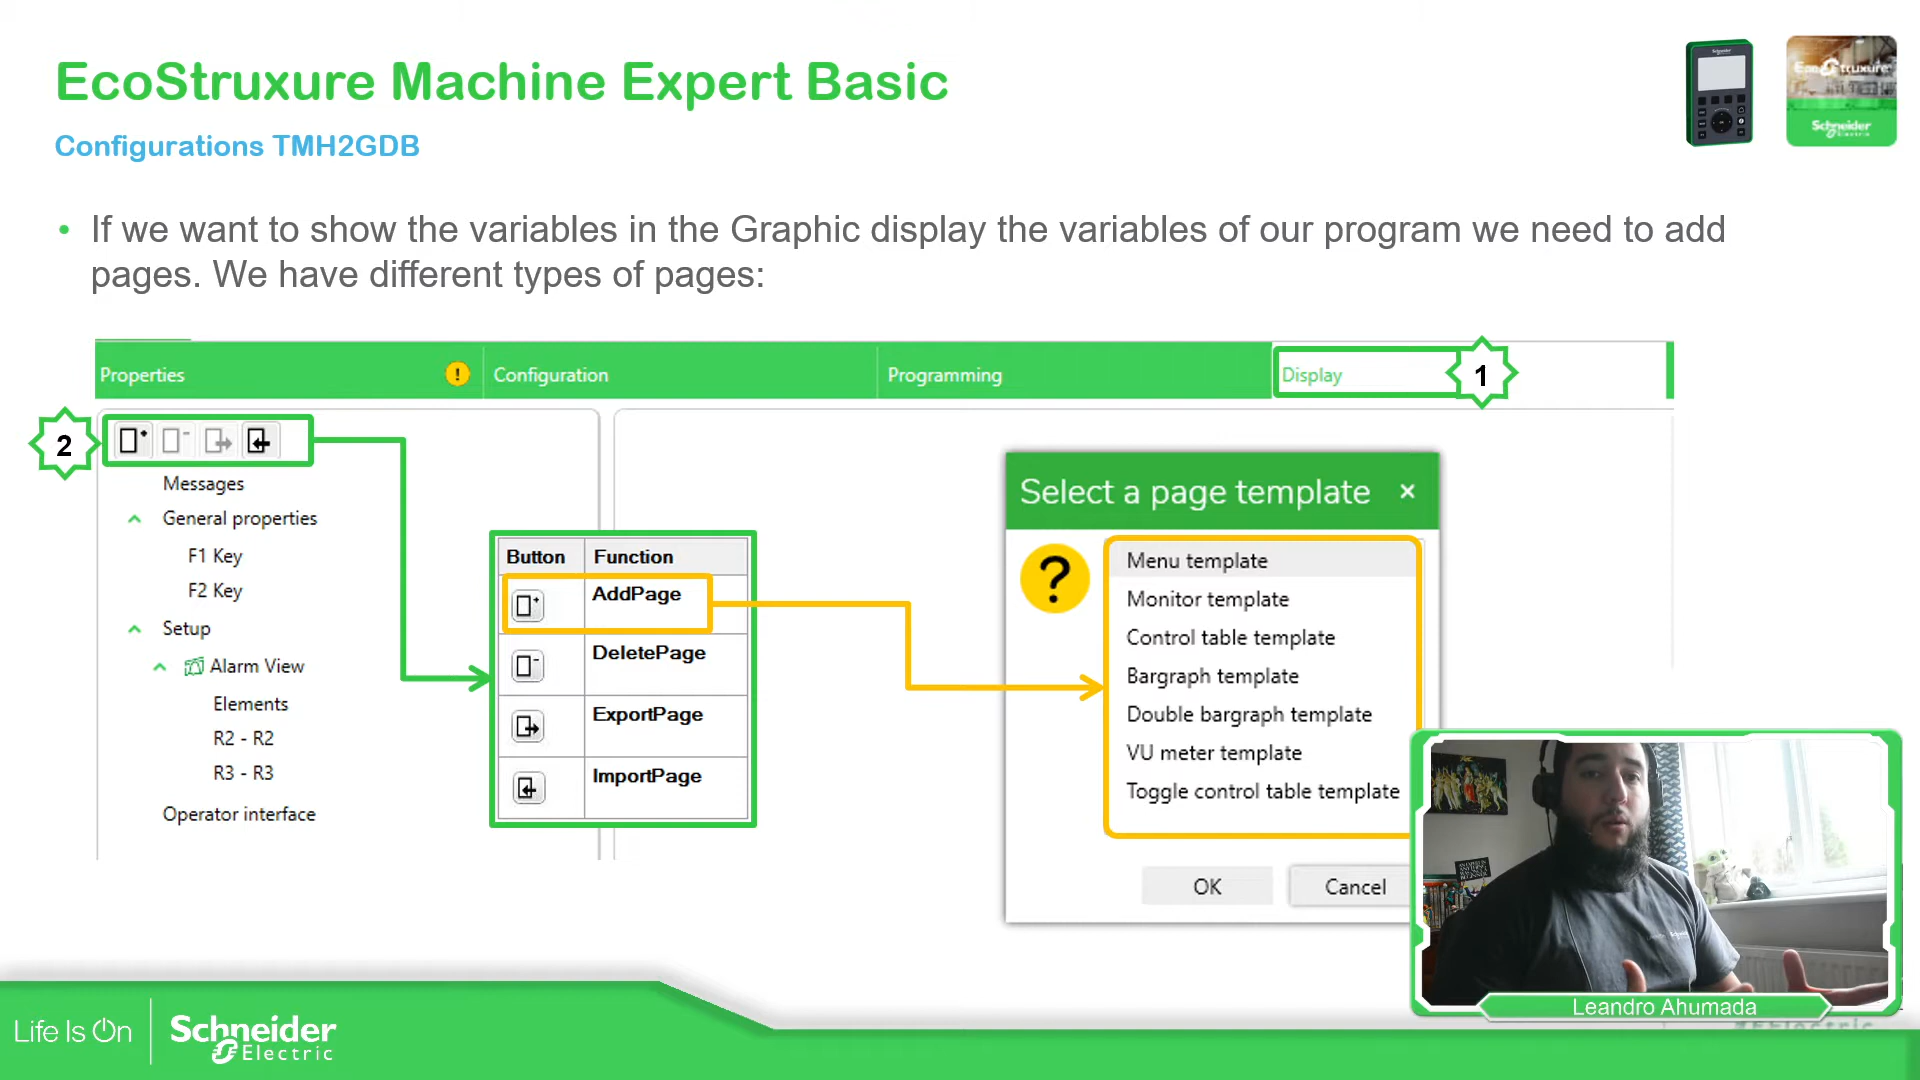 EcoStruxure Machine Expert Basic
Configurations TMH2GDB
EcoStruxure
Schneider
Electric
• If we want to show the variables in the Graphic display the variables of our program we need to add
pages. We have different types of pages:
Properties
Configuration
Programming
Display
1
2
Messages
General properties
F1 Key
F2 Key
Setup
Alarm View
Elements
R2 - R2
R3 - R3
Operator interface
Button Function
AddPage
DeletePage
ExportPage
ImportPage
Select a page template ×
Menu template
Monitor template
Control table template
Bargraph template
Double bargraph template
VU meter template
Toggle control table template
OK Cancel
Leandro Ahumada
Life Is On
Schneider
Electric